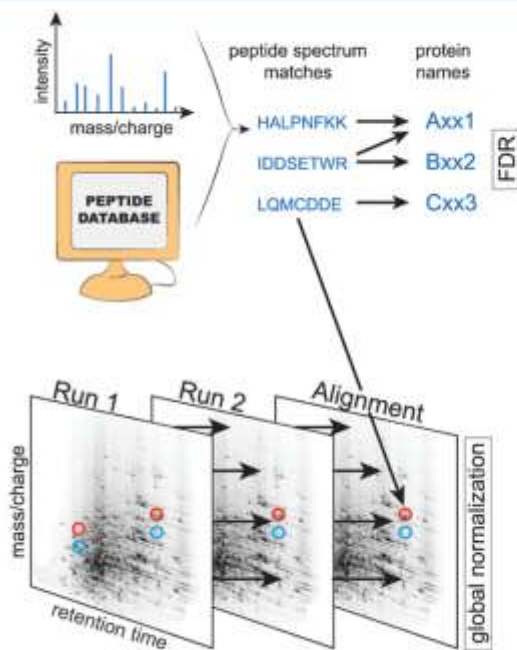 intensity
mass/charge
PEPTIDE
DATABASE
peptide spectrum
matches
protein
names
HALPNFKK
Axx1
IDDSETWR
Bxx2
LQMCDDE
Cxx3
FDR
Run 1
Run 2
Alignment
mass/charge
retention time
global normalization